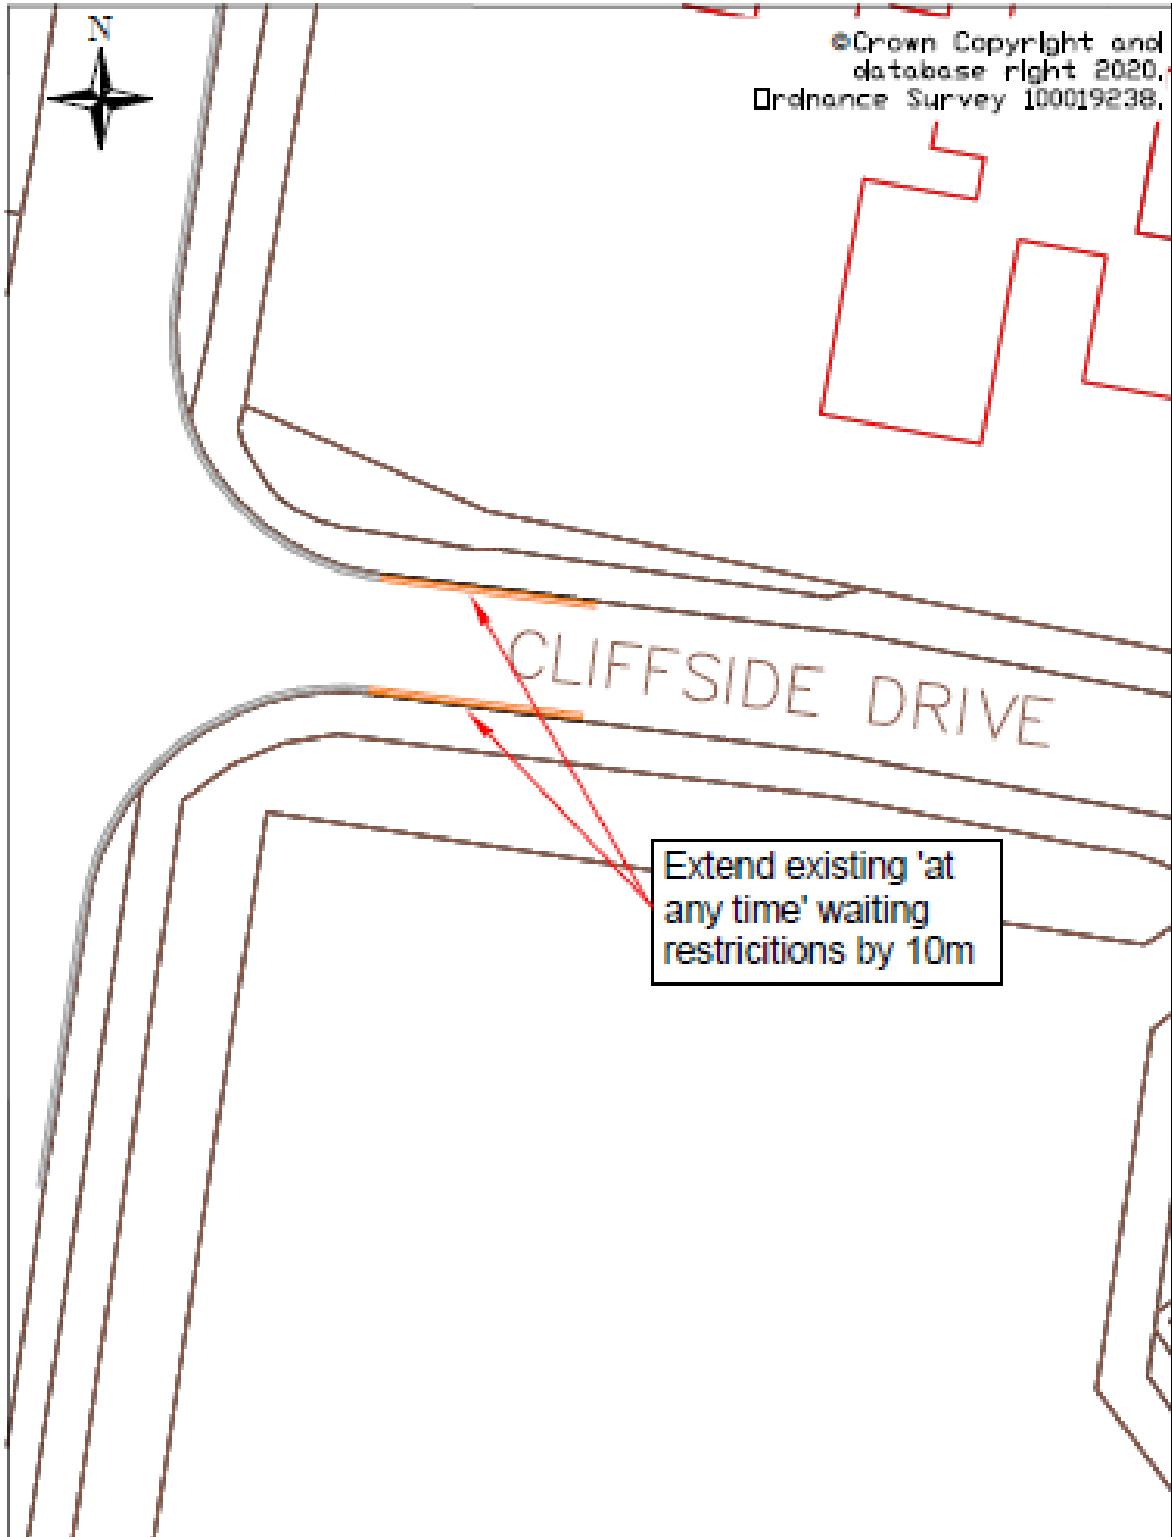 N
©Crown Copyright and
database right 2020.
Ordnance Survey 100019238.
CLIFFSIDE DRIVE
Extend existing 'at
any time' waiting
restricitions by 10m